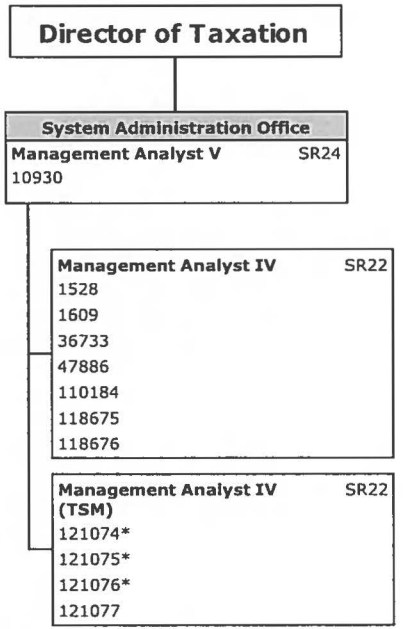 Director of Taxation
System Administration Office
Management Analyst V SR24
10930
Management Analyst IV SR22
1528
1609
36733
47886
110184
118675
118676
Management Analyst IV SR22
(TSM)
121074*
121075*
121076*
121077